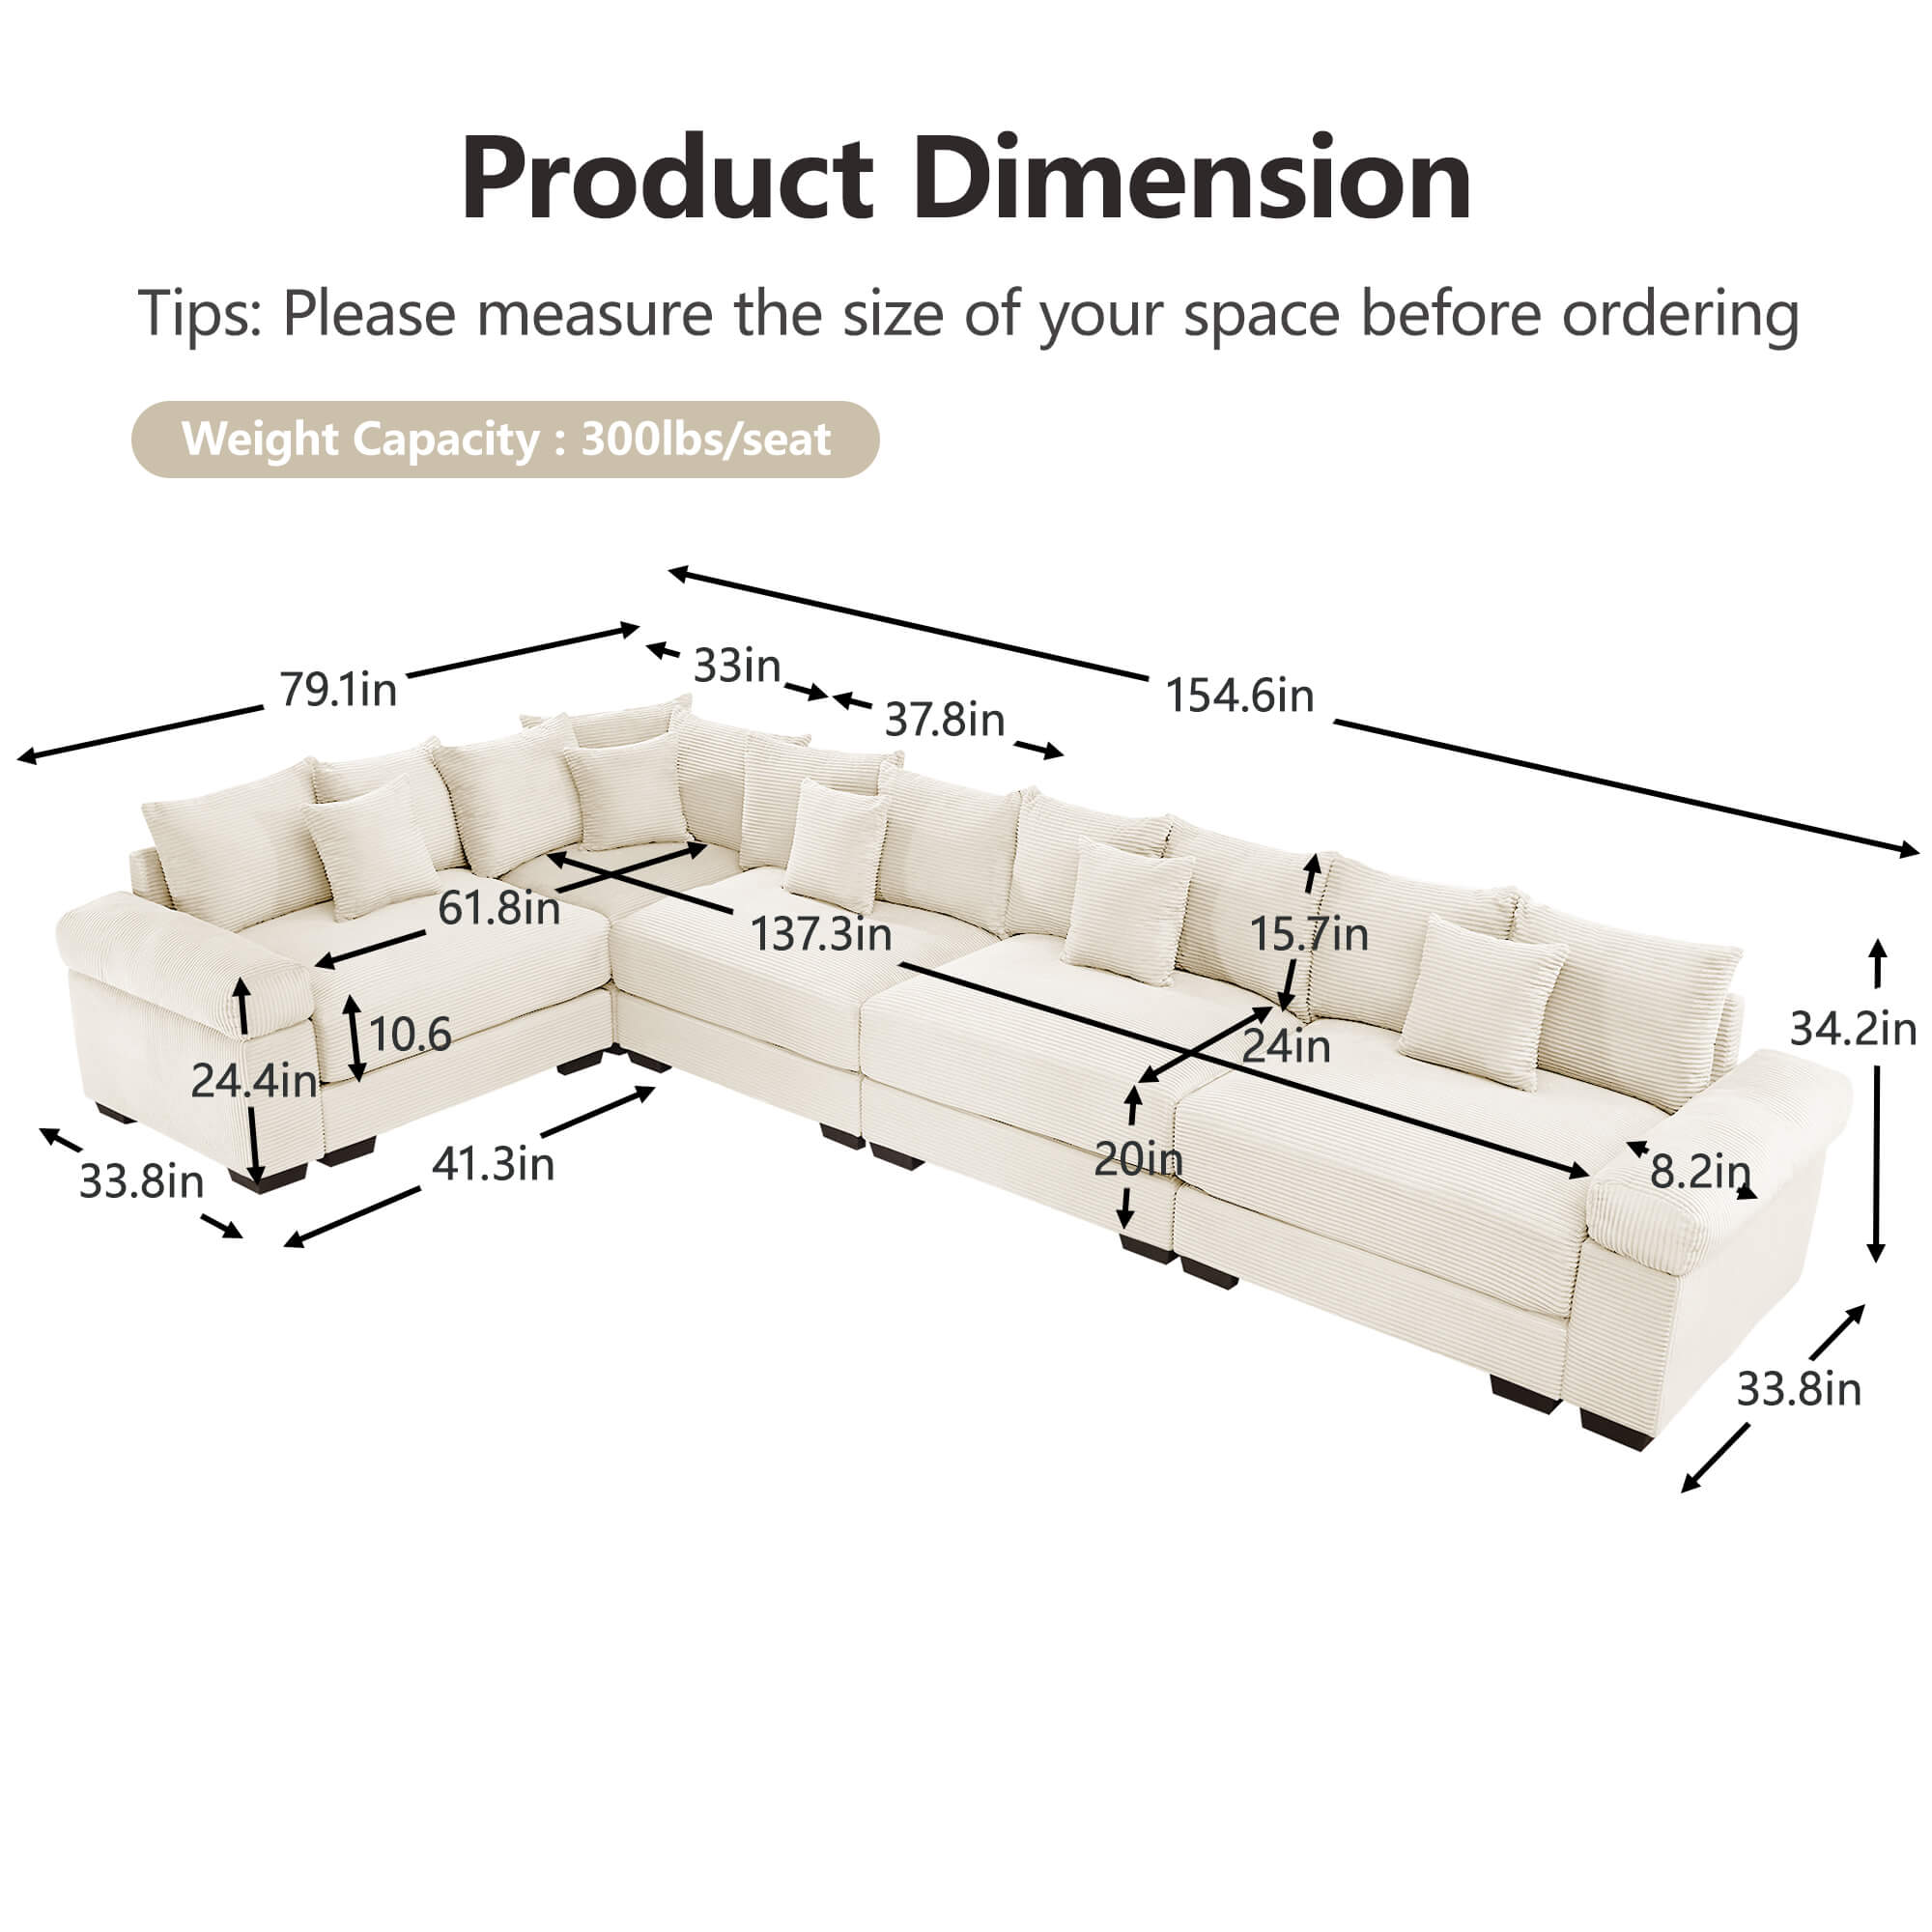 Product Dimension
Tips: Please measure the size of your space before ordering
Weight Capacity : 300lbs/seat
79.1in
33in
37.8in
154.6in
61.8in
137.3in
15.7in
10.6
24.4in
24in
34.2in
20in
8.2in
33.8in
41.3in
33.8in